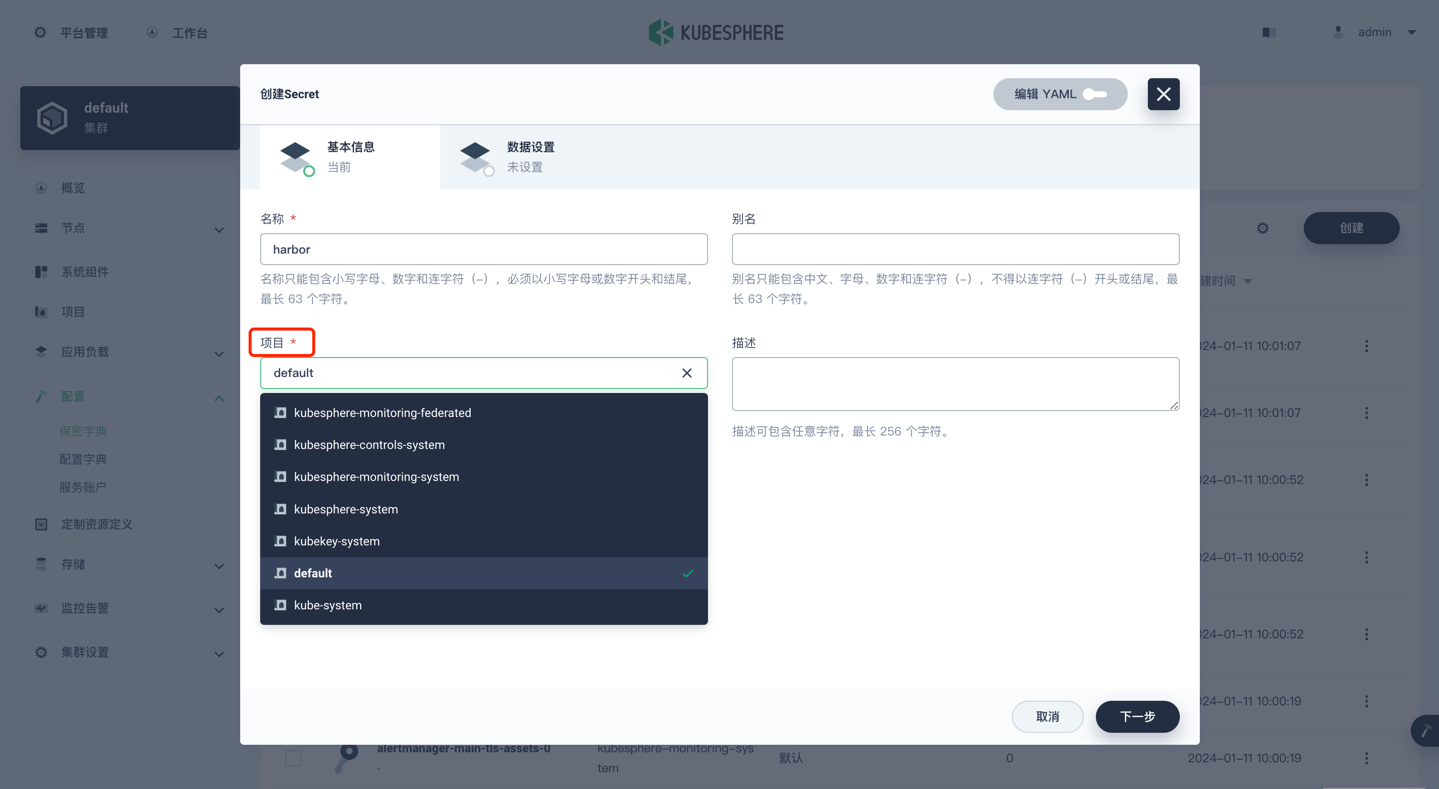 平台管理
工作台
KUBESPHERE
admin
default
集群
概览
节点
系统组件
项目
应用负载
配置
保密字典
配置字典
服务账户
定制资源定义
存储
监控告警
集群设置
创建Secret
编辑 YAML
基本信息
当前
数据设置
未设置
名称 *
harbor
名称只能包含小写字母、数字和连字符（-），必须以小写字母或数字开头和结尾，
最长 63 个字符。
别名
别名只能包含中文、字母、数字和连字符（-），不得以连字符（-）开头或结尾，最
长 63 个字符。
项目 *
default
kubesphere-monitoring-federated
kubesphere-controls-system
kubesphere-monitoring-system
kubesphere-system
kubekey-system
default
kube-system
描述
描述可包含任意字符，最长 256 个字符。
取消
下一步
创建
建时间
24-01-11 10:01:07
24-01-11 10:01:07
24-01-11 10:00:52
24-01-11 10:00:52
24-01-11 10:00:52
24-01-11 10:00:19
alertmanager-main-tls-assets-0
-
kubesphere-monitoring-sys
tem
默认
0
2024-01-11 10:00:19